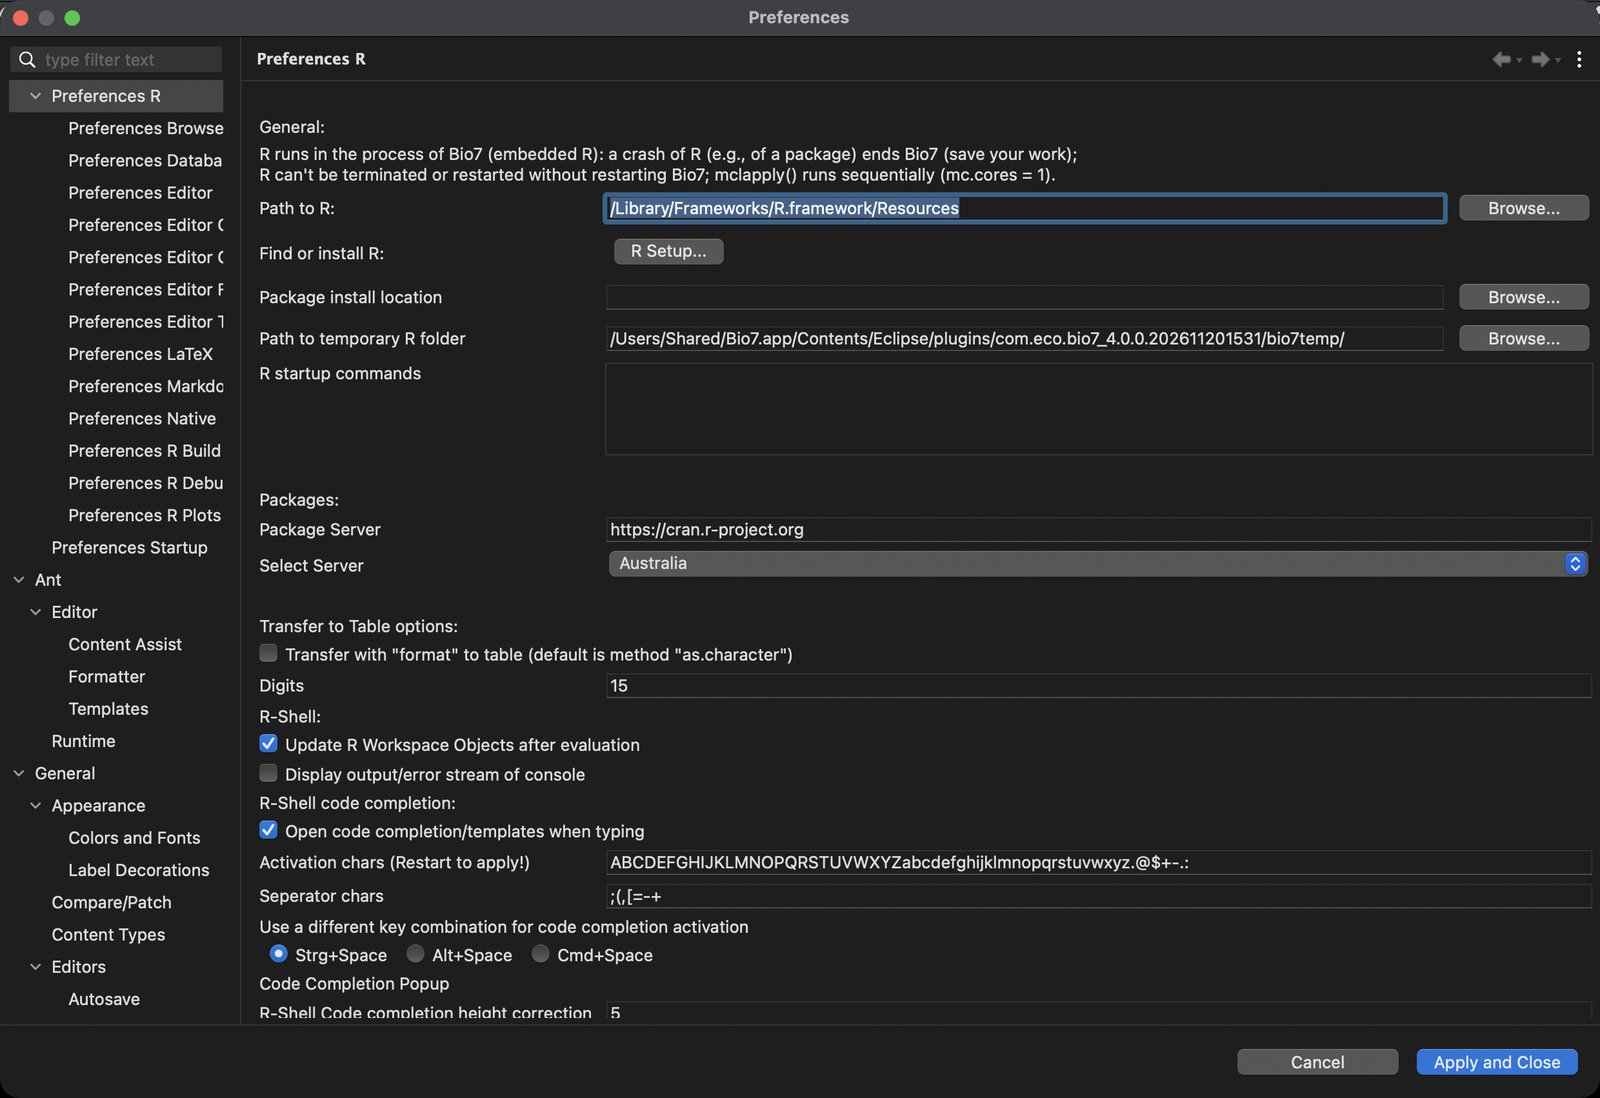 Preferences
type filter text
Preferences R
Preferences Browse
Preferences Databa
Preferences Editor
Preferences Editor C
Preferences Editor C
Preferences Editor F
Preferences Editor T
Preferences LaTeX
Preferences Markdo
Preferences Native
Preferences R Build
Preferences R Debu
Preferences R Plots
Preferences Startup
Ant
Editor
Content Assist
Formatter
Templates
Runtime
General
Appearance
Colors and Fonts
Label Decorations
Compare/Patch
Content Types
Editors
Autosave
Preferences R
General:
R runs in the process of Bio7 (embedded R): a crash of R (e.g., of a package) ends Bio7 (save your work);
R can't be terminated or restarted without restarting Bio7; mclapply() runs sequentially (mc.cores = 1).
Path to R: /Library/Frameworks/R.framework/Resources Browse...
Find or install R: R Setup...
Package install location Browse...
Path to temporary R folder /Users/Shared/Bio7.app/Contents/Eclipse/plugins/com.eco.bio7_4.0.0.202611201531/bio7temp/ Browse...
R startup commands
Packages:
Package Server https://cran.r-project.org
Select Server Australia
Transfer to Table options:
Transfer with "format" to table (default is method "as.character")
Digits 15
R-Shell:
Update R Workspace Objects after evaluation
Display output/error stream of console
R-Shell code completion:
Open code completion/templates when typing
Activation chars (Restart to apply!) ABCDEFGHIJKLMNOPQRSTUVWXYZabcdefghijklmnopqrstuvwxyz.@$+-.:
Seperator chars ;(,[=-+
Use a different key combination for code completion activation
Strg+Space Alt+Space Cmd+Space
Code Completion Popup
R-Shell Code completion height correction 5
Cancel Apply and Close